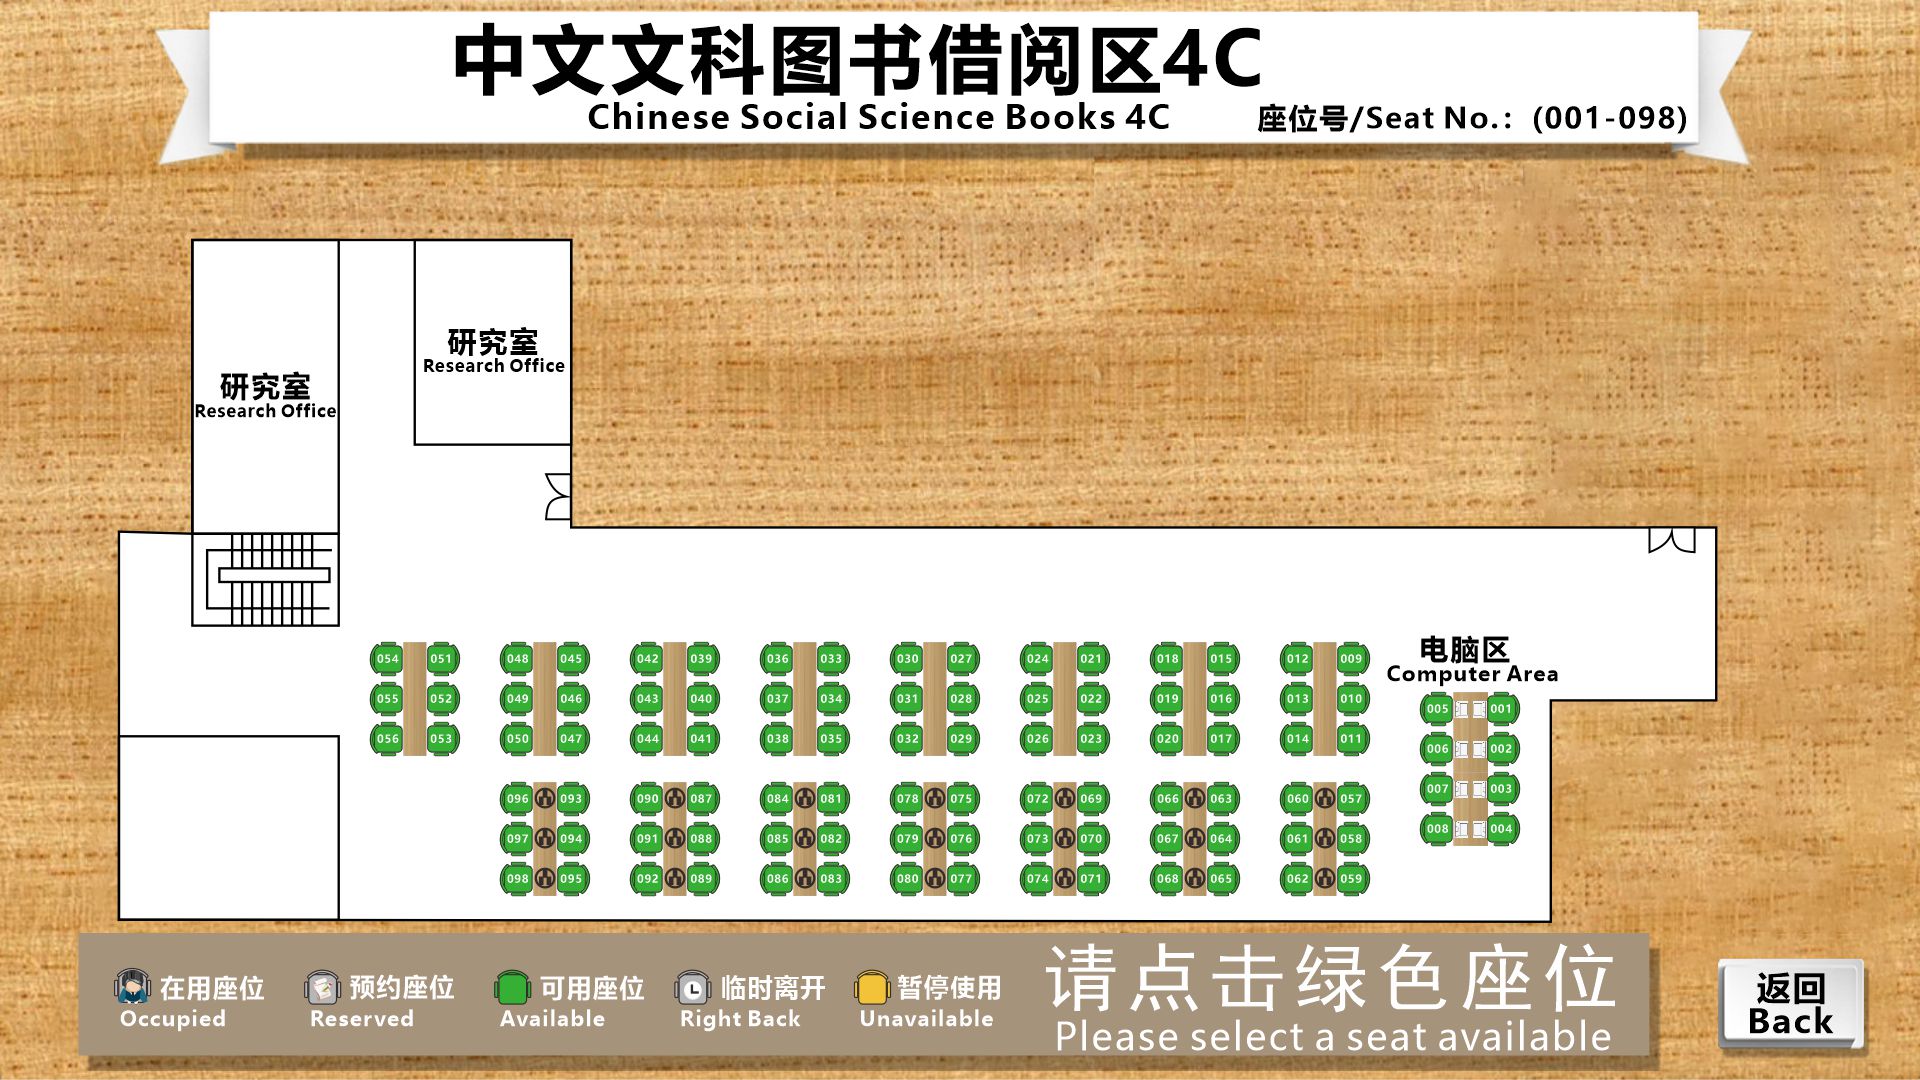 中文文科图书借阅区4C
Chinese Social Science Books 4C
座位号/Seat No.: (001-098)
研究室
Research Office
研究室
Research Office
电脑区
Computer Area
054 051 048 045 042 039 036 033 030 027 024 021 018 015 012 009
055 052 049 046 043 040 037 034 031 028 025 022 019 016 013 010
056 053 050 047 044 041 038 035 032 029 026 023 020 017 014 011
005 001
006 002
007 003
008 004
096 093 090 087 084 081 078 075 072 069 066 063 060 057
097 094 091 088 085 082 079 076 073 070 067 064 061 058
098 095 092 089 086 083 080 077 074 071 068 065 062 059
在用座位
Occupied
预约座位
Reserved
可用座位
Available
临时离开
Right Back
暂停使用
Unavailable
请点击绿色座位
Please select a seat available
返回
Back